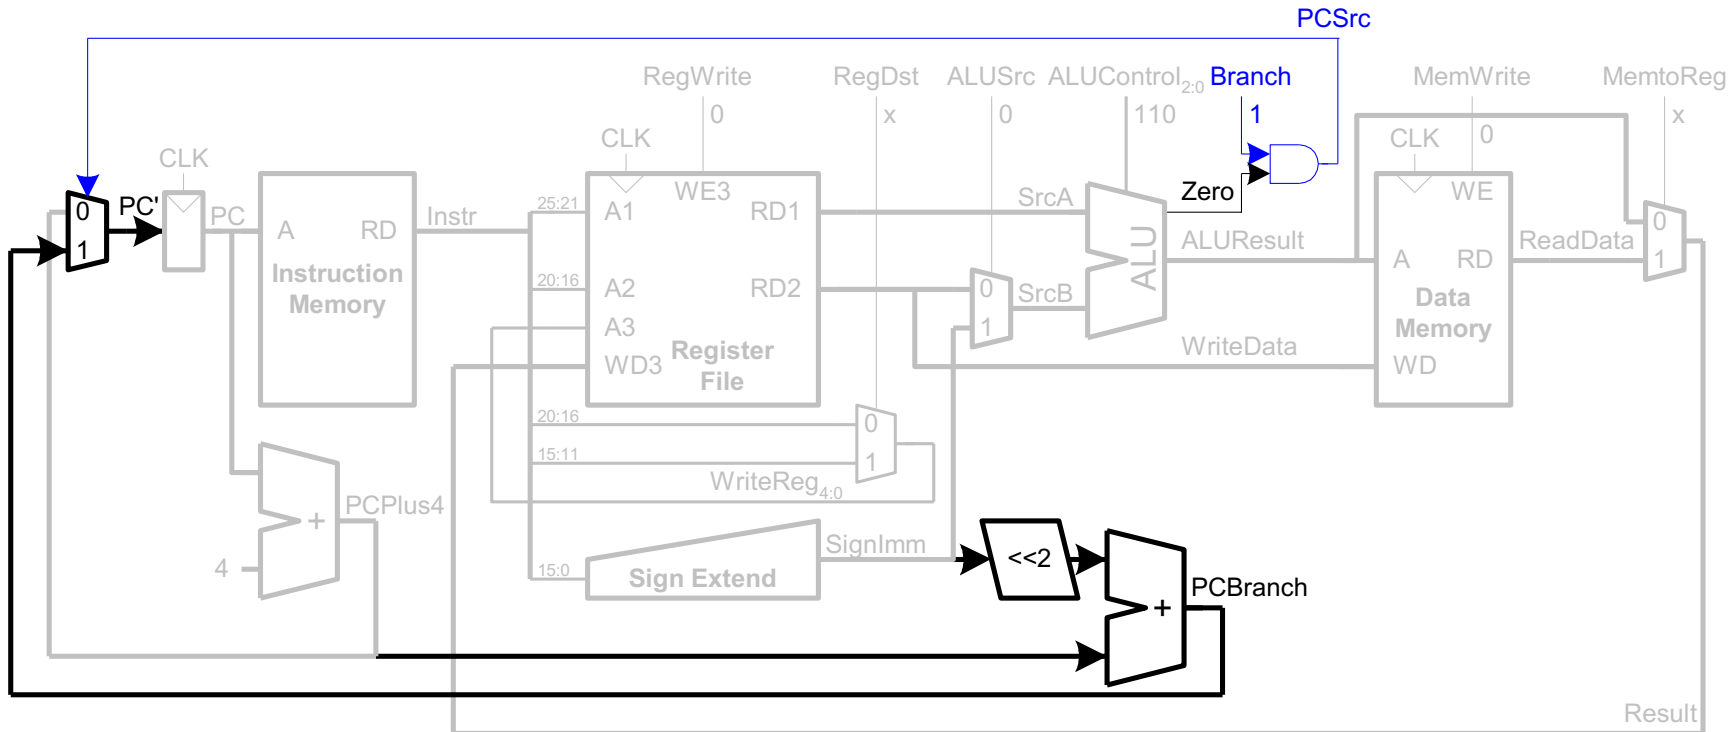 PCSrc
RegWrite RegDst ALUSrc ALUControl2:0 Branch MemWrite MemtoReg
0 x 0 110 1 0 x
CLK CLK CLK
PC' PC Instr
0
1
A RD
Instruction
Memory
25:21
20:16
A1 WE3 RD1
A2 RD2
A3
WD3
Register
File
SrcA
0
1
SrcB
ALU
Zero
ALUResult
WriteData
WE
A RD
Data
Memory
WD
ReadData
0
1
20:16
15:11
0
1
WriteReg4:0
PCPlus4
+
4
15:0
Sign Extend
SignImm
<<2
+
PCBranch
Result